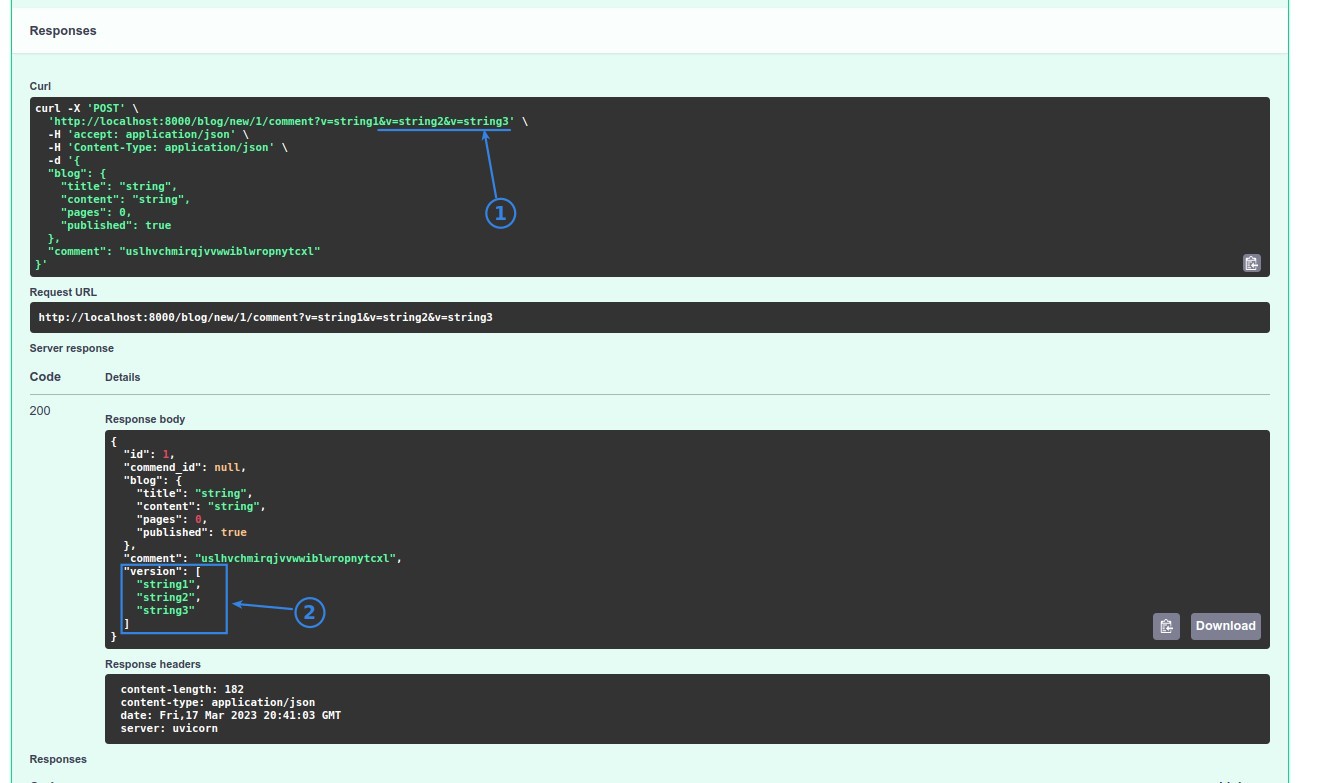 Responses
Curl
curl -X 'POST' \
'http://localhost:8000/blog/new/1/comment?v=string1&v=string2&v=string3' \
-H 'accept: application/json' \
-H 'Content-Type: application/json' \
-d '{
"blog": {
"title": "string",
"content": "string",
"pages": 0,
"published": true
},
"comment": "uslhvchmirqjvvwwiblwropnytcxl"
}'
1
Request URL
http://localhost:8000/blog/new/1/comment?v=string1&v=string2&v=string3
Server response
Code Details
200
Response body
{
"id": 1,
"commend_id": null,
"blog": {
"title": "string",
"content": "string",
"pages": 0,
"published": true
},
"comment": "uslhvchmirqjvvwwiblwropnytcxl",
"version": [
"string1",
"string2",
"string3"
]
}
2
Download
Response headers
content-length: 182
content-type: application/json
date: Fri,17 Mar 2023 20:41:03 GMT
server: uvicorn
Responses